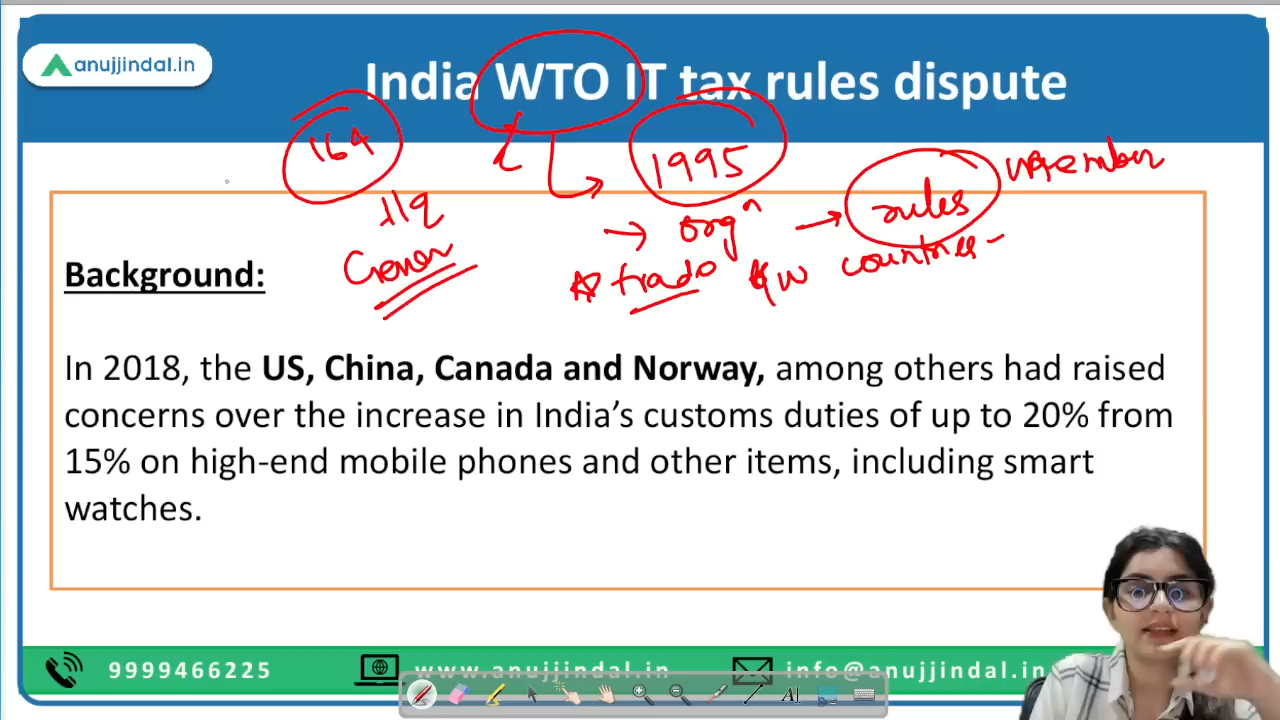 anujjindal.in
India WTO IT tax rules dispute
164
1995
rules
member
HQ
→ orgn →
trade b/w countries
Background:
In 2018, the US, China, Canada and Norway, among others had raised
concerns over the increase in India’s customs duties of up to 20% from
15% on high-end mobile phones and other items, including smart
watches.
9999466225
www.anujjindal.in
info@anujjindal.in
AI